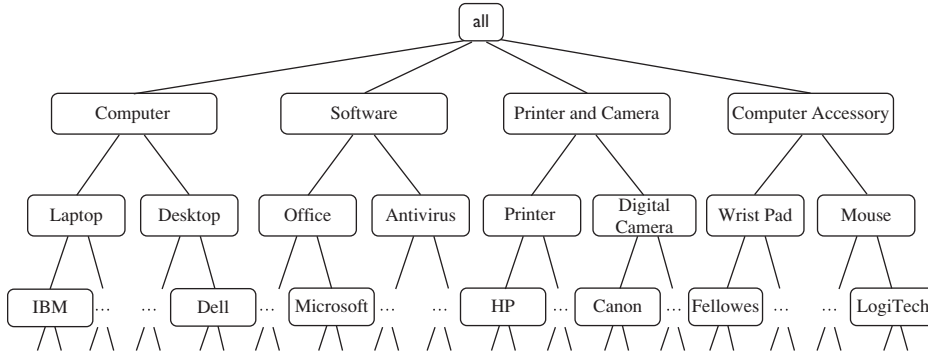 all
Computer
Software
Printer and Camera
Computer Accessory
Laptop
Desktop
Office
Antivirus
Printer
Digital
Camera
Wrist Pad
Mouse
IBM
...
...
Dell
...
Microsoft
...
...
HP
...
Canon
...
Fellowes
...
...
LogiTech